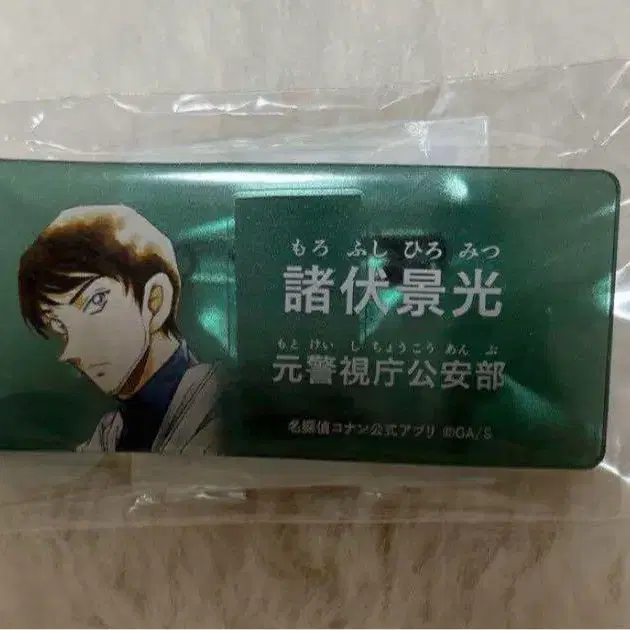 もろ ふし ひろ みつ
諸伏景光
もと けい し ちょうこう あん ぶ
元警視庁公安部
名探偵コナン公式アプリ ©GA/S